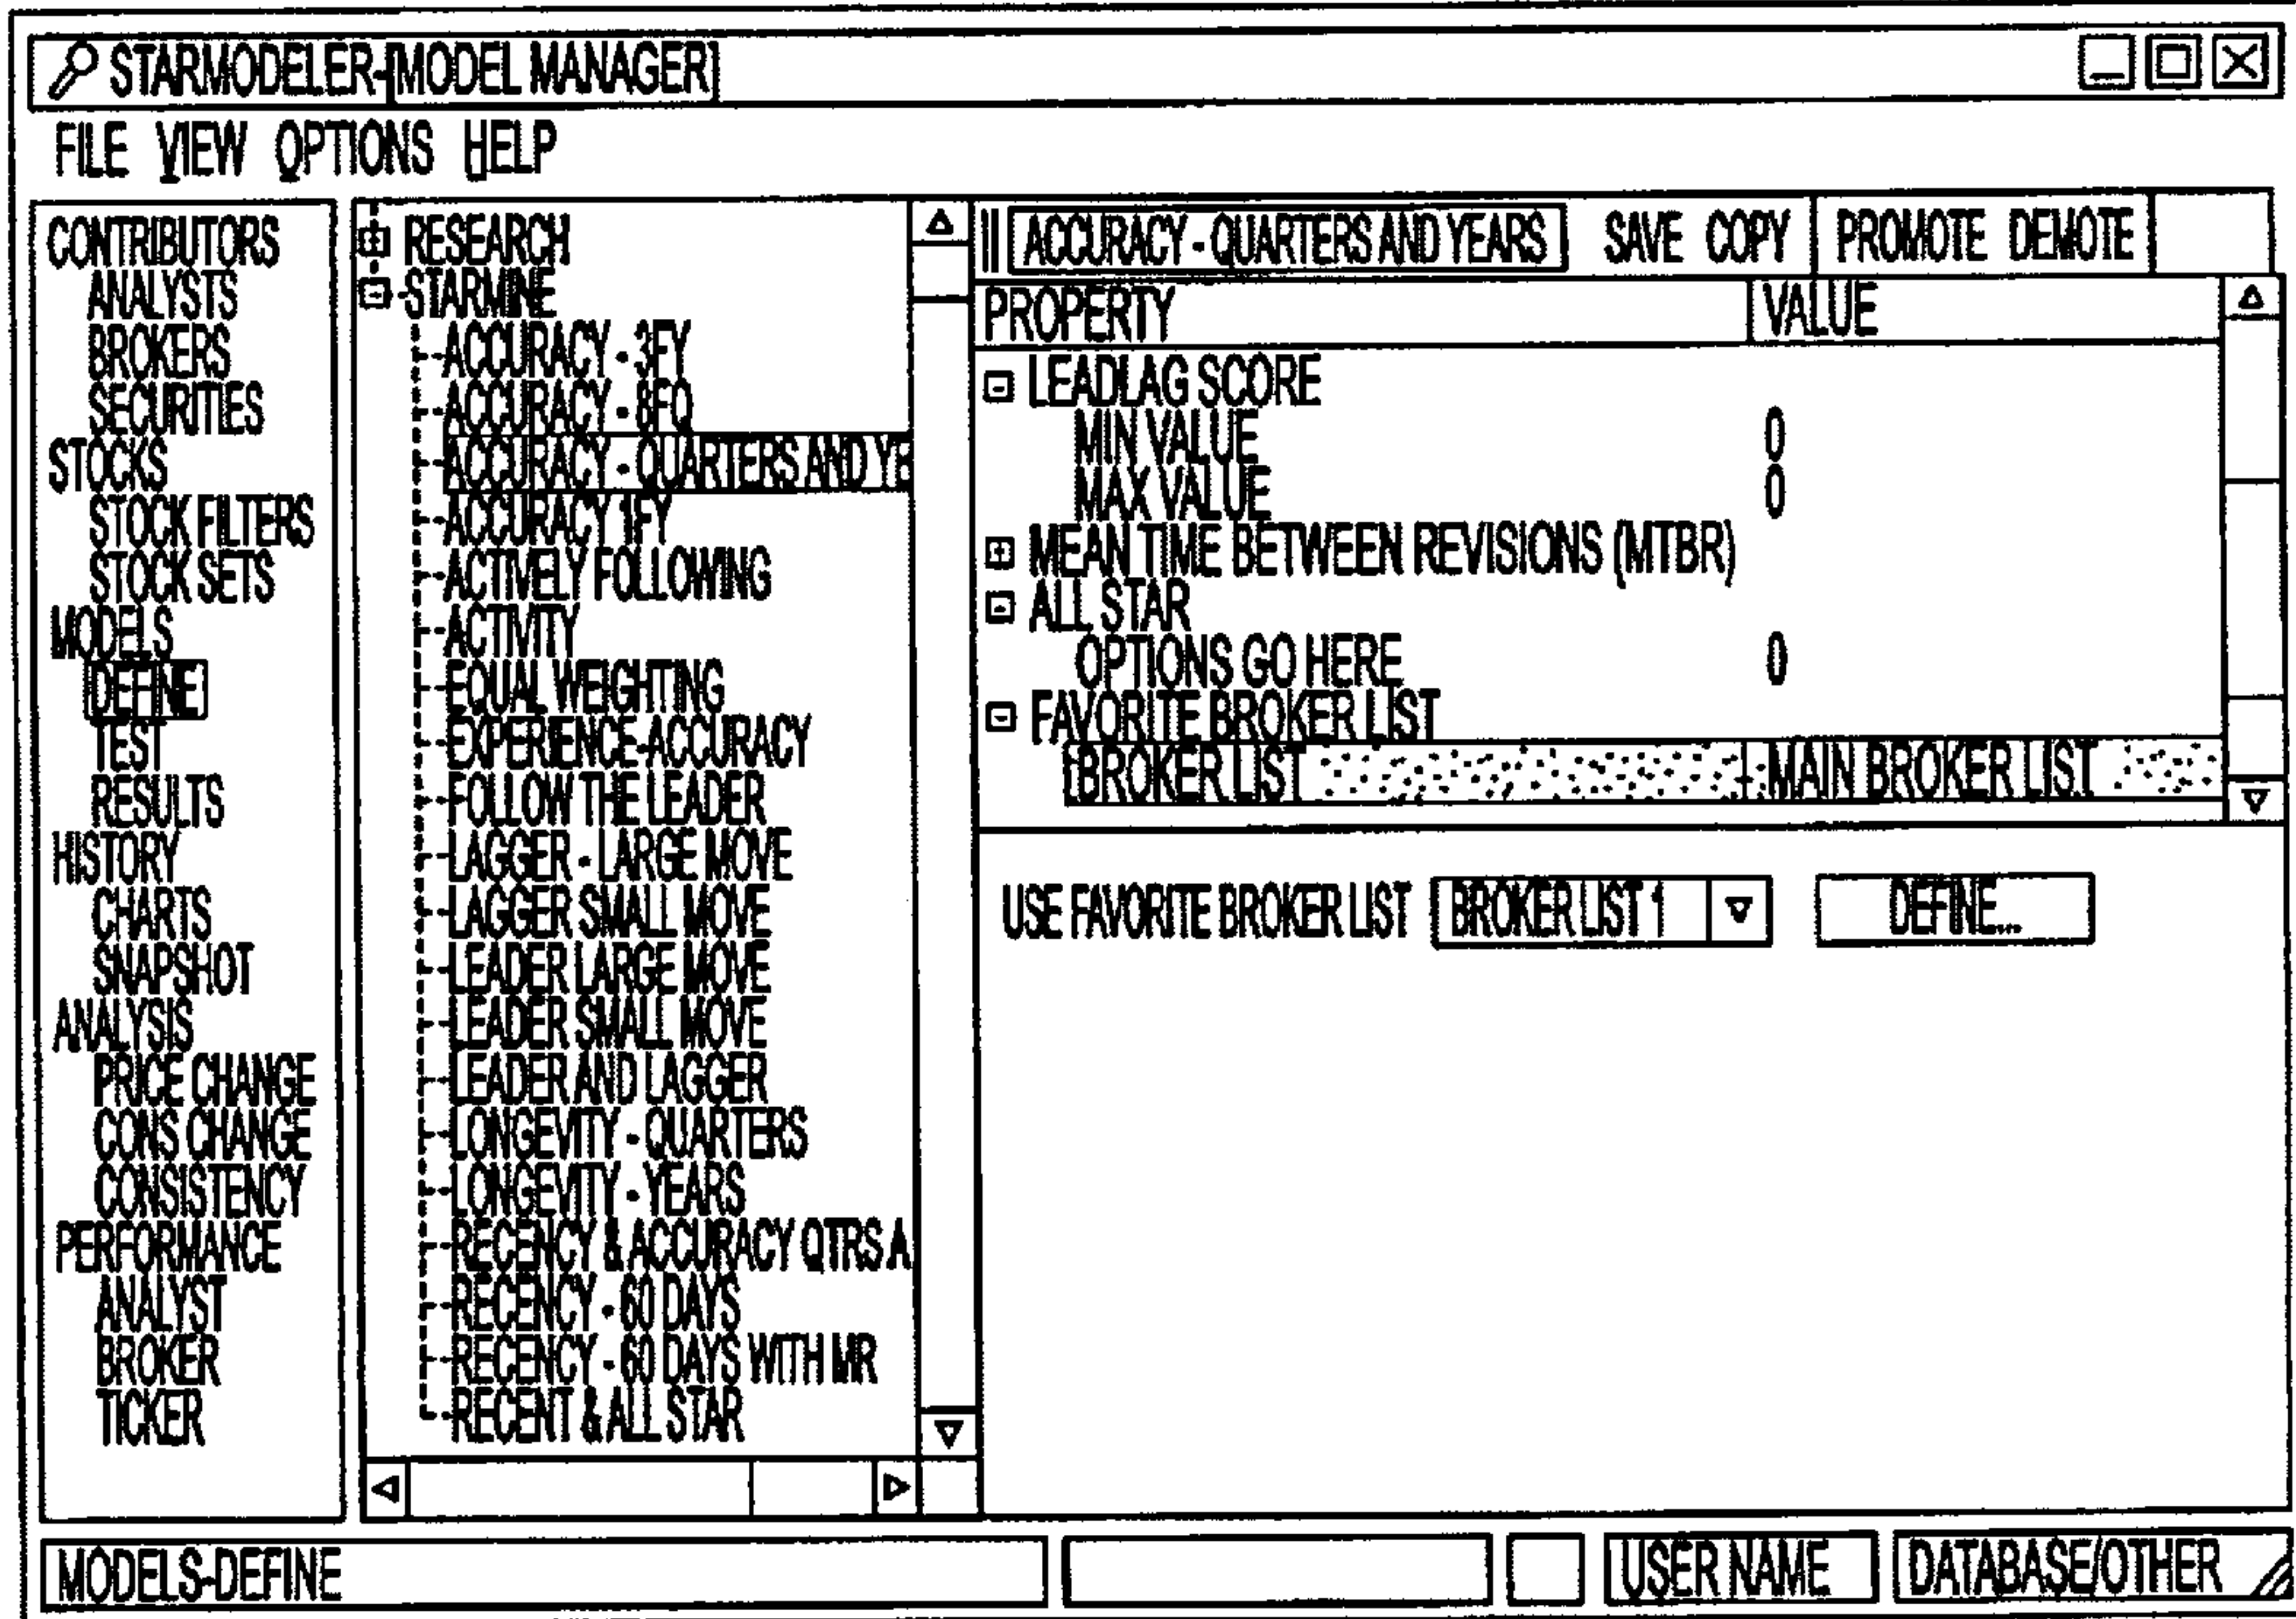 STARMODELER-[MODEL MANAGER]
FILE VIEW OPTIONS HELP
CONTRIBUTORS
ANALYSTS
BROKERS
SECURITIES
STOCKS
STOCK FILTERS
STOCK SETS
MODELS
DEFINE
TEST
RESULTS
HISTORY
CHARTS
SNAPSHOT
ANALYSIS
PRICE CHANGE
CONS CHANGE
CONSISTENCY
PERFORMANCE
ANALYST
BROKER
TICKER
RESEARCH
STARMINE
ACCURACY - 3FY
ACCURACY - 8FQ
ACCURACY - QUARTERS AND YE
ACCURACY 1FY
ACTIVELY FOLLOWING
ACTIVITY
EQUAL WEIGHTING
EXPERIENCE-ACCURACY
FOLLOW THE LEADER
LAGGER - LARGE MOVE
LAGGER SMALL MOVE
LEADER LARGE MOVE
LEADER SMALL MOVE
LEADER AND LAGGER
LONGEVITY - QUARTERS
LONGEVITY - YEARS
RECENCY & ACCURACY QTRS A
RECENCY - 60 DAYS
RECENCY - 60 DAYS WITH MR
RECENT & ALL STAR
ACCURACY - QUARTERS AND YEARS SAVE COPY PROMOTE DEMOTE
PROPERTY VALUE
LEADLAG SCORE
MIN VALUE 0
MAX VALUE 0
MEAN TIME BETWEEN REVISIONS (MTBR)
ALL STAR
OPTIONS GO HERE 0
FAVORITE BROKER LIST
BROKER LIST MAIN BROKER LIST
USE FAVORITE BROKER LIST BROKER LIST 1 DEFINE...
MODELS-DEFINE USER NAME DATABASE/OTHER